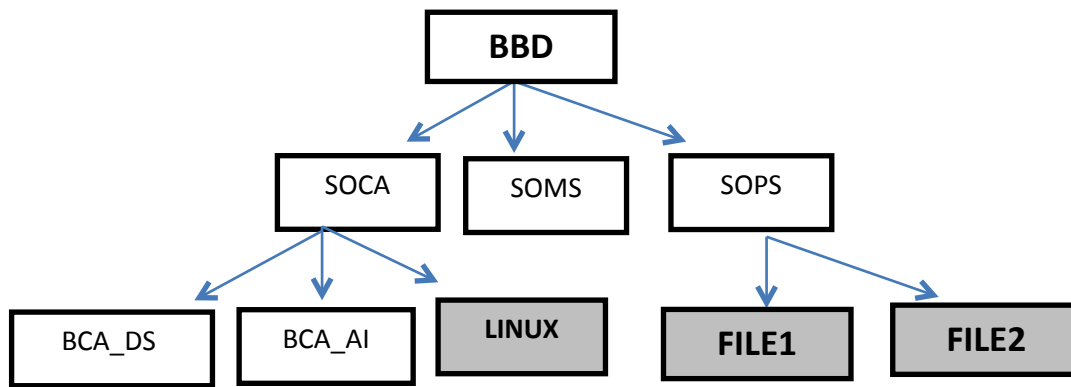 BBD
SOCA
SOMS
SOPS
BCA_DS
BCA_AI
LINUX
FILE1
FILE2